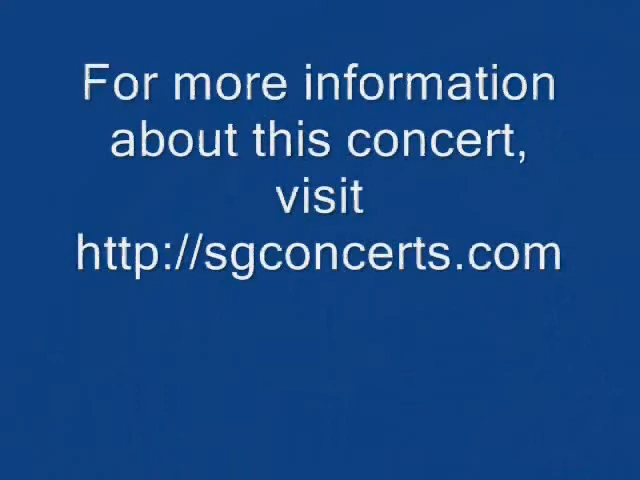 For more information
about this concert,
visit
http://sgconcerts.com